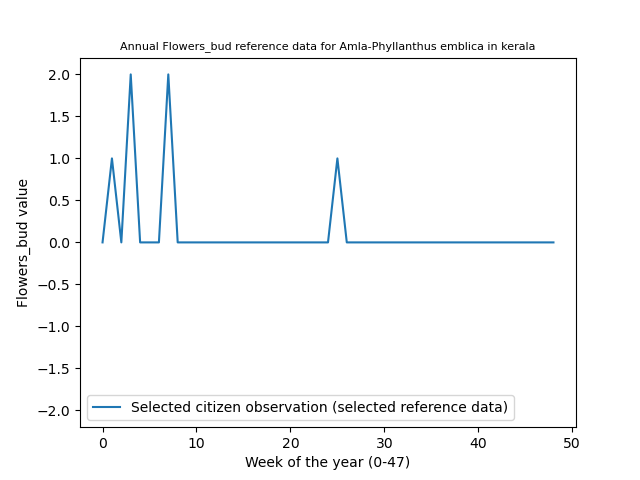 Annual Flowers_bud reference data for Amla-Phyllanthus emblica in kerala
2.0
1.5
1.0
0.5
0.0
−0.5
−1.0
−1.5
−2.0
Flowers_bud value
Selected citizen observation (selected reference data)
0 10 20 30 40 50
Week of the year (0-47)